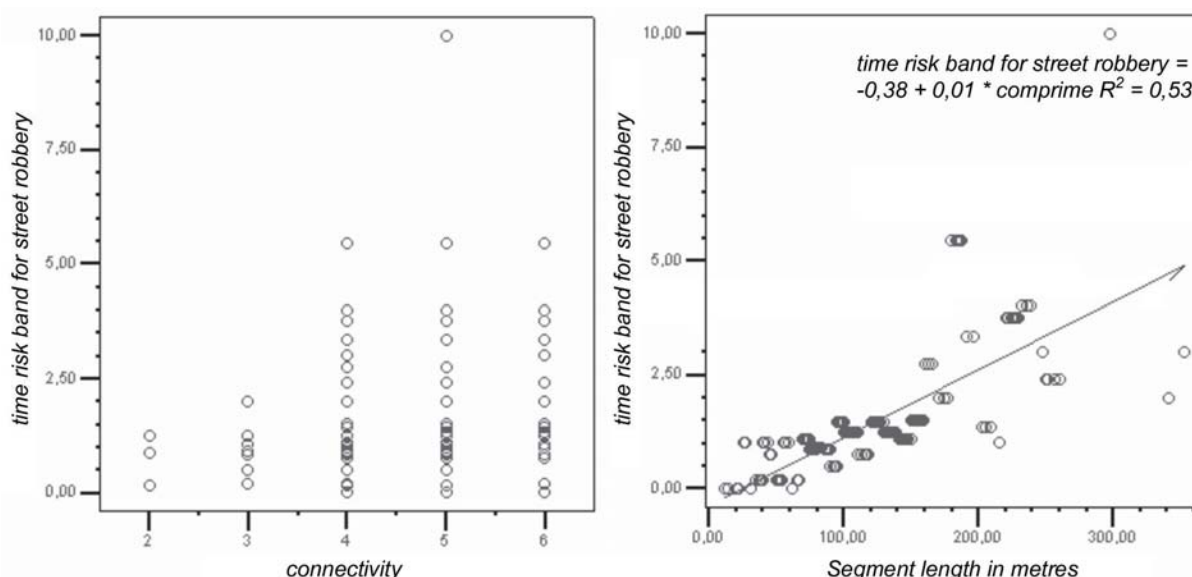 time risk band for street robbery
10,00
7,50
5,00
2,50
0,00
2 3 4 5 6
connectivity
time risk band for street robbery
10,00
7,50
5,00
2,50
0,00
time risk band for street robbery =
-0,38 + 0,01 * comprime R² = 0,53
0,00 100,00 200,00 300,00
Segment length in metres